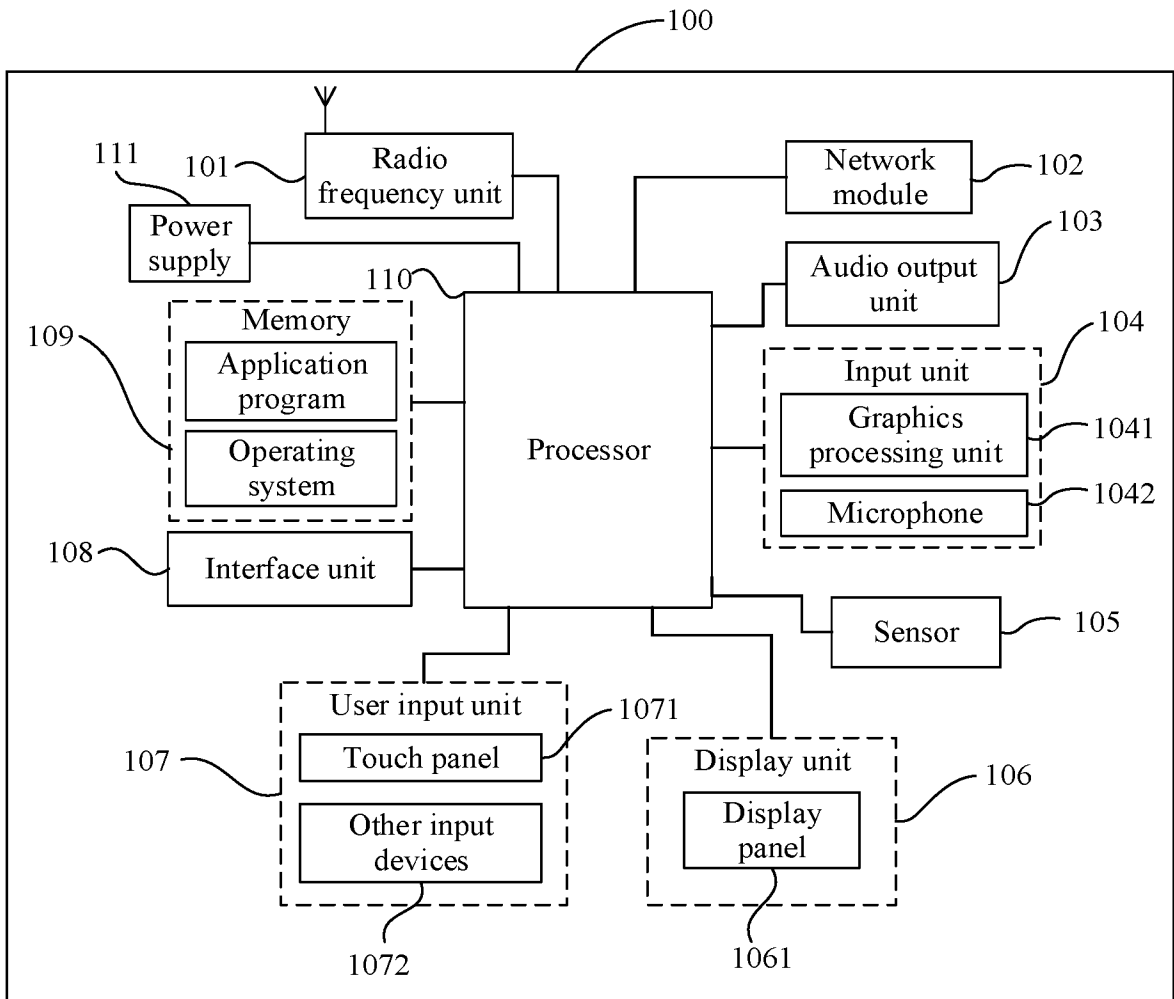 100
111
101
Radio
frequency unit
Network
module
102
Power
supply
103
110
Audio output
unit
Memory
109
Application
program
Operating
system
Processor
104
Input unit
Graphics
processing unit
1041
1042
Microphone
108
Interface unit
Sensor
105
User input unit
1071
107
Touch panel
Other input
devices
1072
Display unit
106
Display
panel
1061